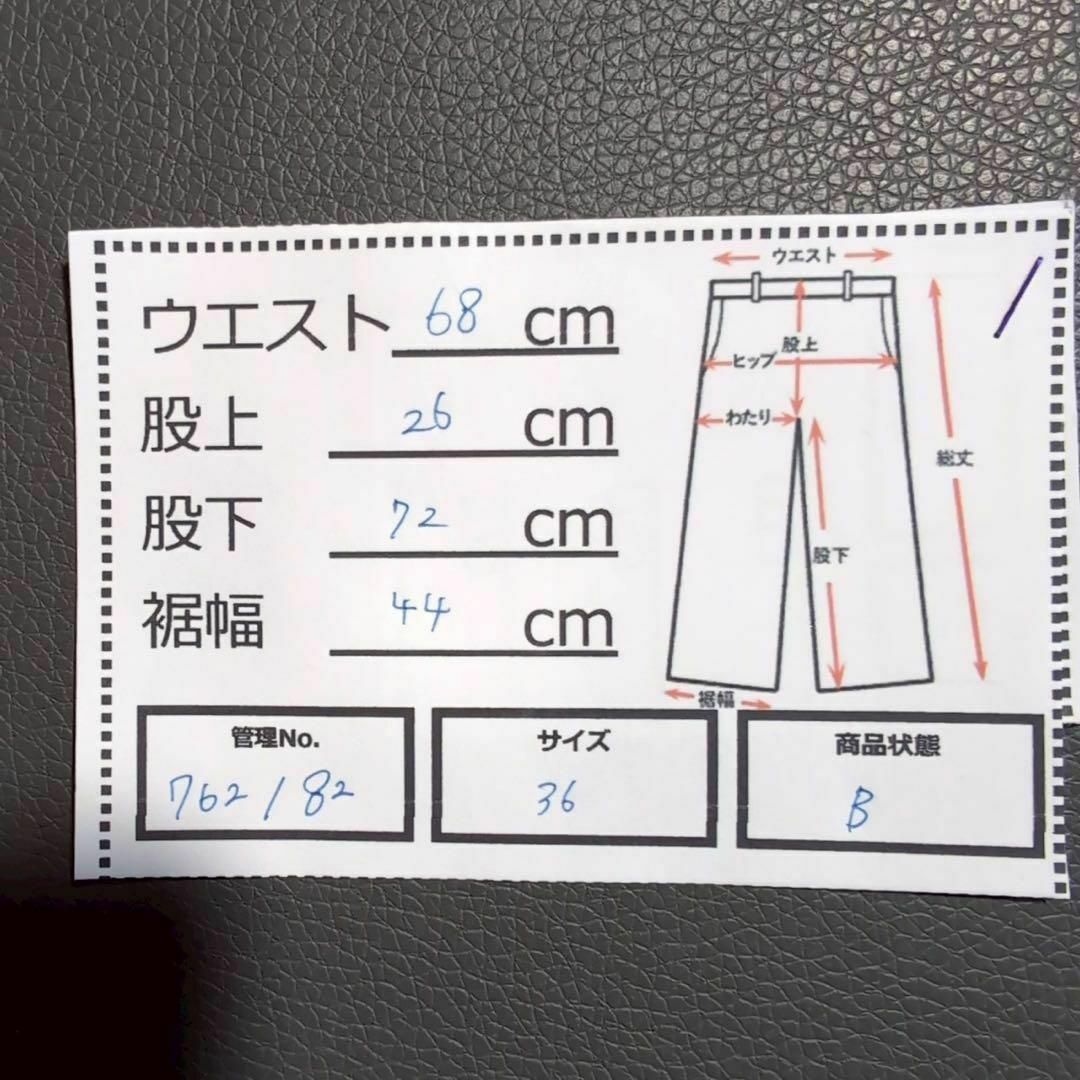 ウエスト 68 cm
股上 26 cm
股下 72 cm
裾幅 44 cm
ウエスト
股上
ヒップ
わたり
総丈
股下
裾幅
管理No.
762182
サイズ
36
商品状態
B